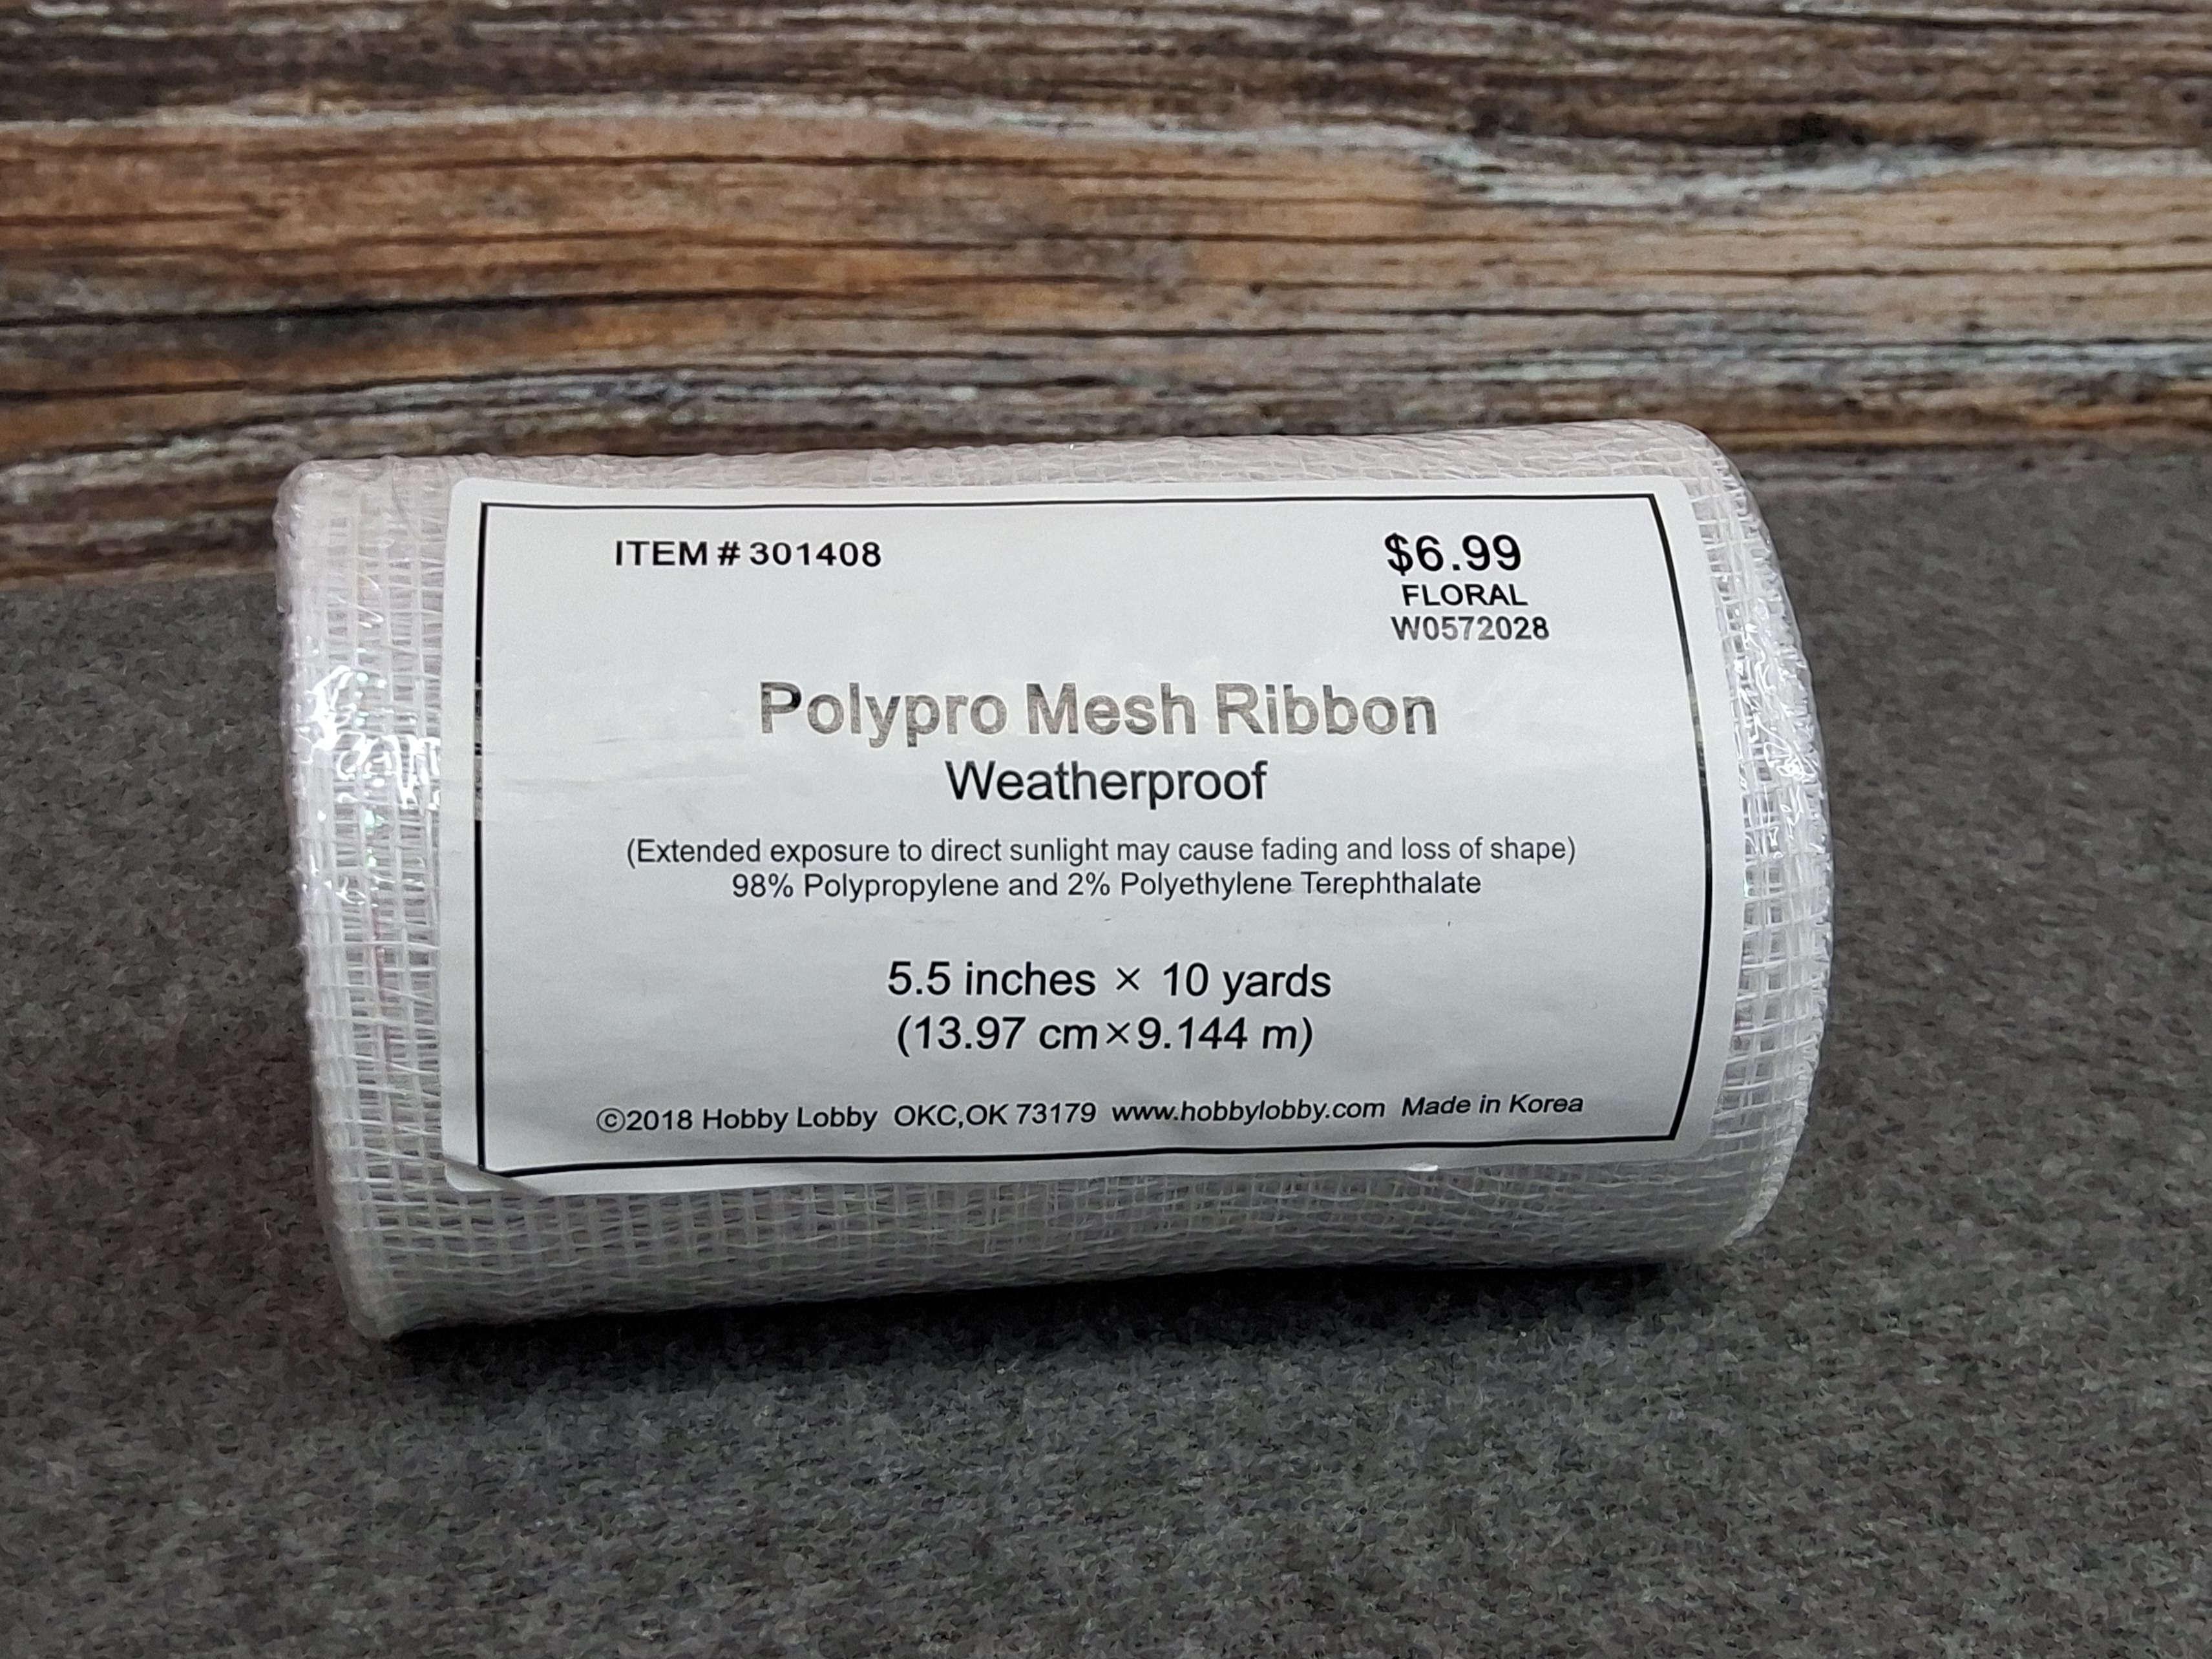 ITEM # 301408
$6.99
FLORAL
W0572028
Polypro Mesh Ribbon
Weatherproof
(Extended exposure to direct sunlight may cause fading and loss of shape)
98% Polypropylene and 2% Polyethylene Terephthalate
5.5 inches × 10 yards
(13.97 cm×9.144 m)
©2018 Hobby Lobby OKC,OK 73179 www.hobbylobby.com Made in Korea